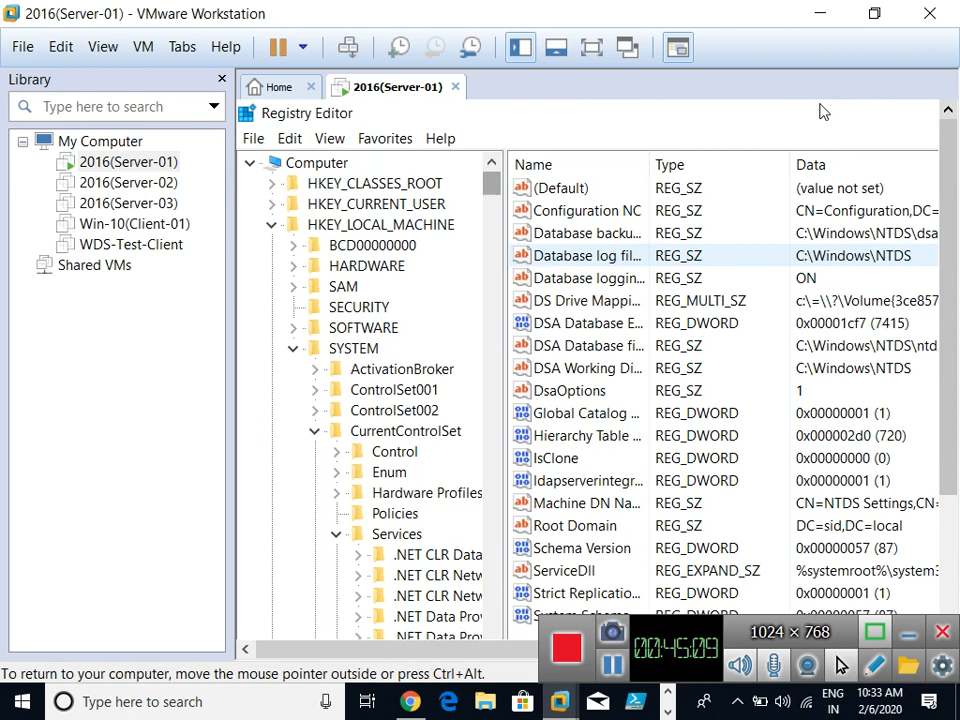 2016(Server-01) - VMware Workstation
File Edit View VM Tabs Help
Library
Type here to search
My Computer
2016(Server-01)
2016(Server-02)
2016(Server-03)
Win-10(Client-01)
WDS-Test-Client
Shared VMs
Home
2016(Server-01)
Registry Editor
File Edit View Favorites Help
Computer
HKEY_CLASSES_ROOT
HKEY_CURRENT_USER
HKEY_LOCAL_MACHINE
BCD00000000
HARDWARE
SAM
SECURITY
SOFTWARE
SYSTEM
ActivationBroker
ControlSet001
ControlSet002
CurrentControlSet
Control
Enum
Hardware Profiles
Policies
Services
.NET CLR Data
.NET CLR Netw
.NET CLR Netw
.NET Data Prov
.NET Memory
Name Type Data
(Default) REG_SZ (value not set)
Configuration NC REG_SZ CN=Configuration,DC=
Database backu... REG_SZ C:\Windows\NTDS\dsa
Database log fil... REG_SZ C:\Windows\NTDS
Database loggin... REG_SZ ON
DS Drive Mappi... REG_MULTI_SZ c:\=\\?\Volume{3ce857
DSA Database E... REG_DWORD 0x00001cf7 (7415)
DSA Database fi... REG_SZ C:\Windows\NTDS\ntd
DSA Working Di... REG_SZ C:\Windows\NTDS
DsaOptions REG_SZ 1
Global Catalog ... REG_DWORD 0x00000001 (1)
Hierarchy Table ... REG_DWORD 0x000002d0 (720)
IsClone REG_DWORD 0x00000000 (0)
ldapserverintegr... REG_DWORD 0x00000001 (1)
Machine DN Na... REG_SZ CN=NTDS Settings,CN=
Root Domain REG_SZ DC=sid,DC=local
Schema Version REG_DWORD 0x00000057 (87)
ServiceDll REG_EXPAND_SZ %systemroot%\system3
Strict Replicatio... REG_DWORD 0x00000001 (1)
00:45:09
1024 × 768
To return to your computer, move the mouse pointer outside or press Ctrl+Alt.
Type here to search
ENG
IN
10:33 AM
2/6/2020